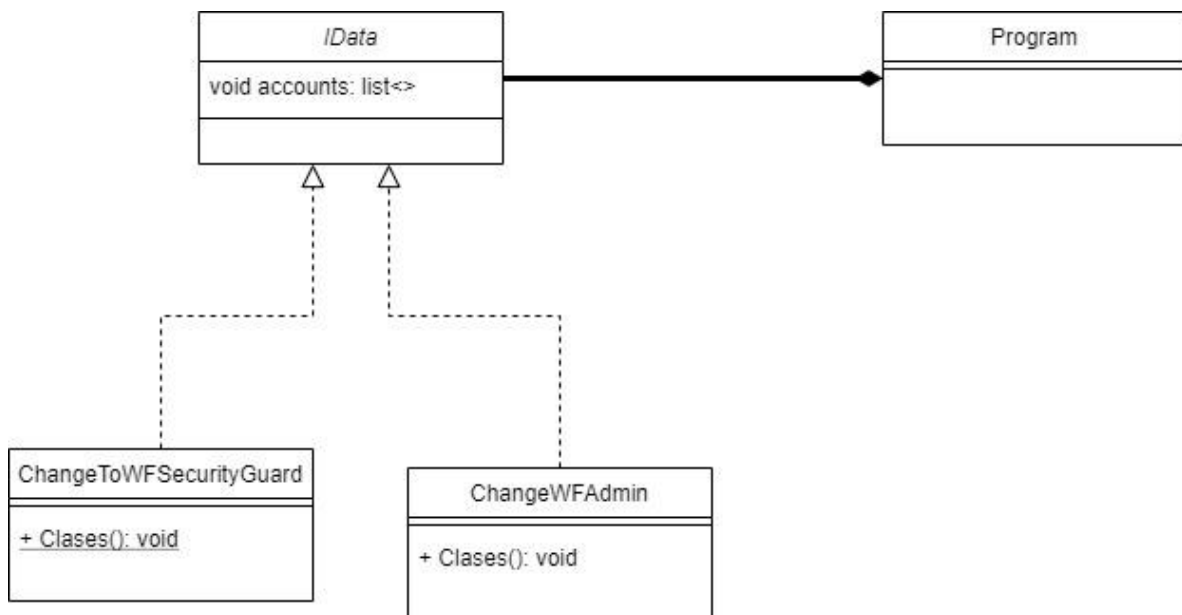 IData
Program
void accounts: list<>
ChangeToWFSecurityGuard
+ Clases(): void
ChangeWFAdmin
+ Clases(): void